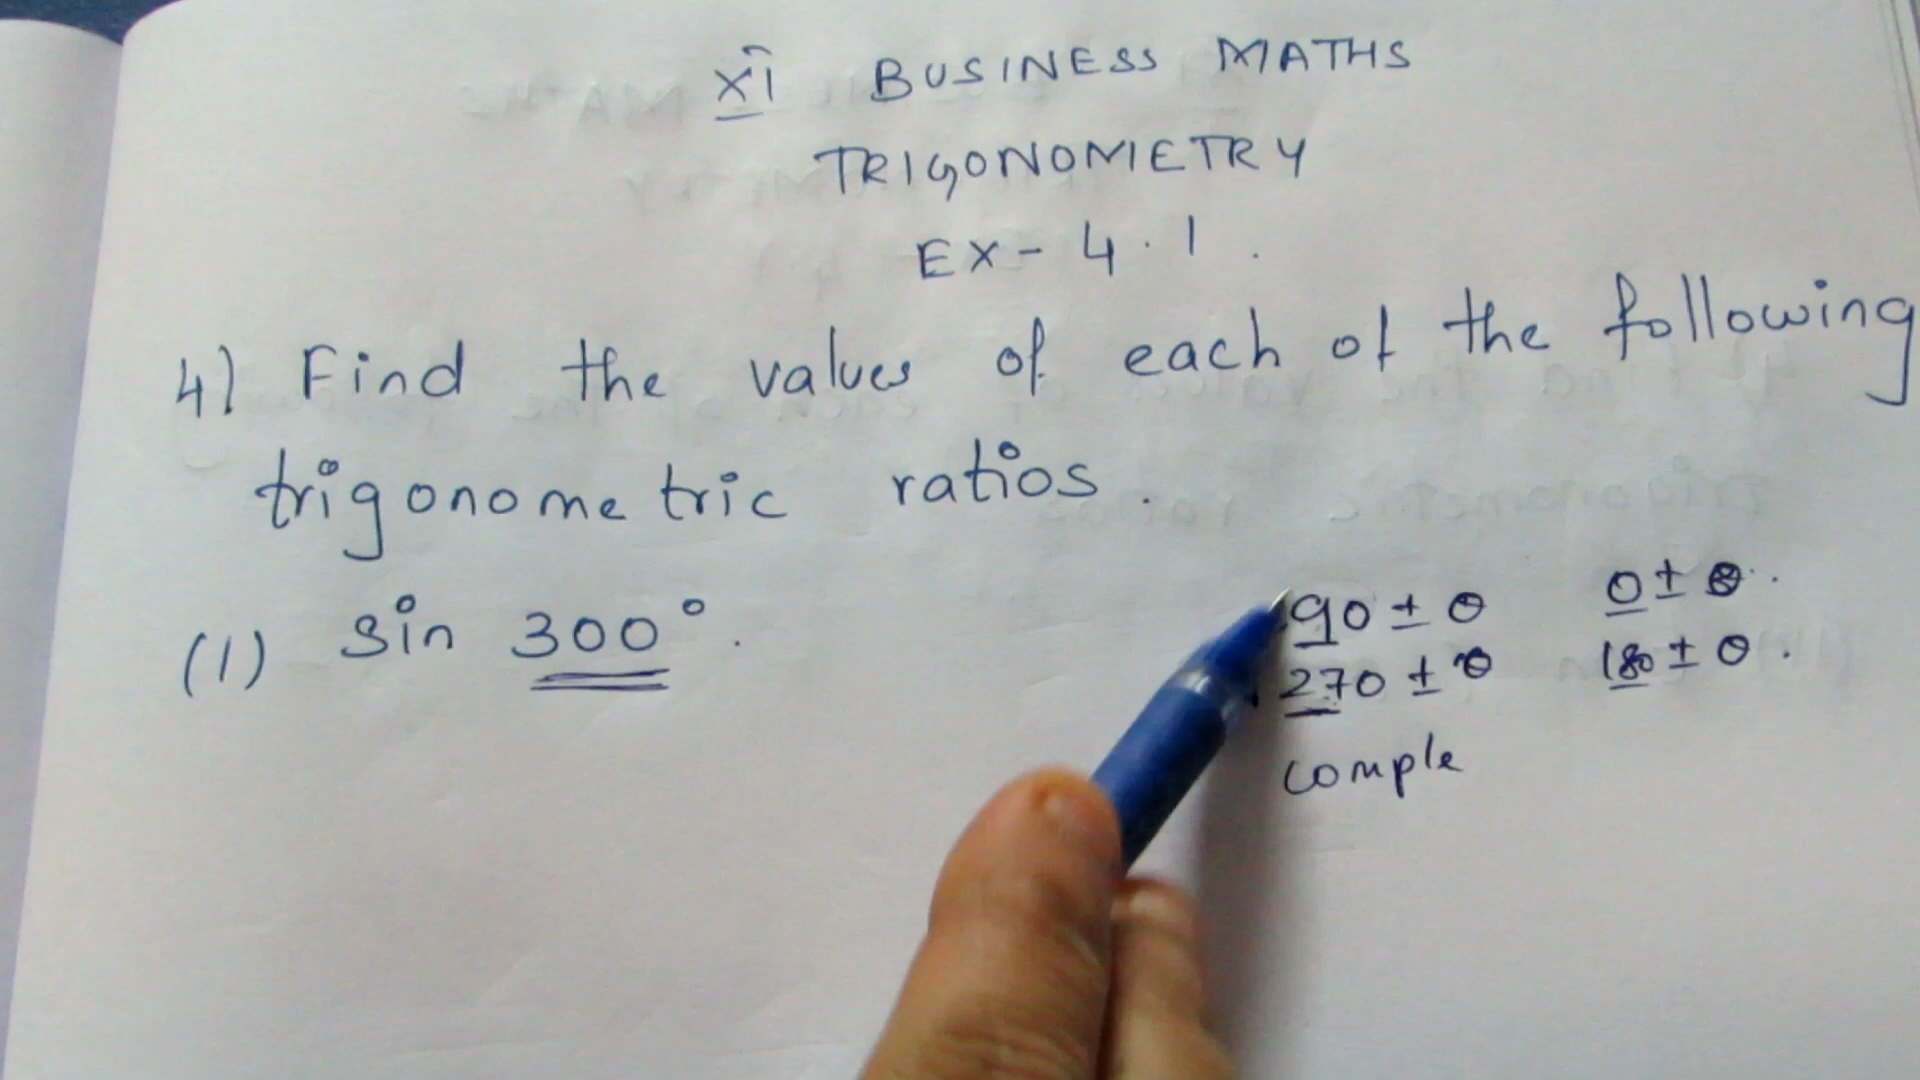 XI BUSINESS MATHS
TRIGONOMETRY
EX - 4.1.
4) Find the values of each of the following
trigonometric ratios.
(1) sin 300°.
90 ± θ 0 ± θ.
270 ± θ 180 ± θ.
comple